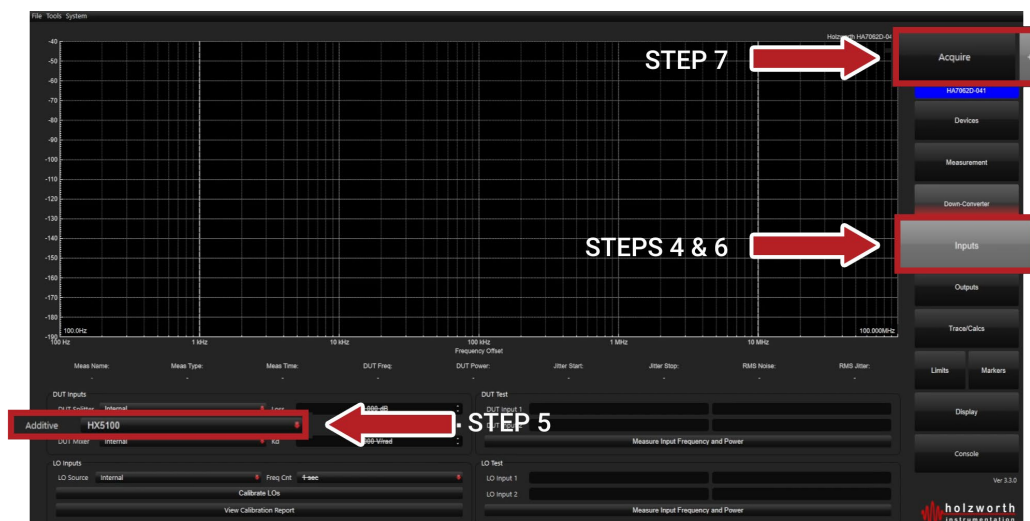 File Tools System
Holzworth HA7062D-04
-40
-50
-60
-70
-80
-90
-100
-110
-120
-130
-140
-150
-160
-170
-180
-190
100.0Hz
100.000MHz
100 Hz 1 kHz 10 kHz 100 kHz 1 MHz 10 MHz
Frequency Offset
STEP 7
Acquire
HA7062D-041
Devices
Measurement
Down-Converter
STEPS 4 & 6
Inputs
Outputs
Trace/Calcs
Limits Markers
Display
Console
Ver 3.3.0
holzworth
instrumentation
Meas Name: Meas Type: Meas Time: DUT Freq: DUT Power: Jitter Start: Jitter Stop: RMS Noise: RMS Jitter:
- - - - - - - - -
DUT Inputs
DUT Splitter Internal Loss
Additive HX5100
STEP 5
DUT Mixer Internal Kd
DUT Test
DUT Input 1
Measure Input Frequency and Power
LO Inputs
LO Source Internal Freq Cnt 1 sec
Calibrate LOs
View Calibration Report
LO Test
LO Input 1
LO Input 2
Measure Input Frequency and Power